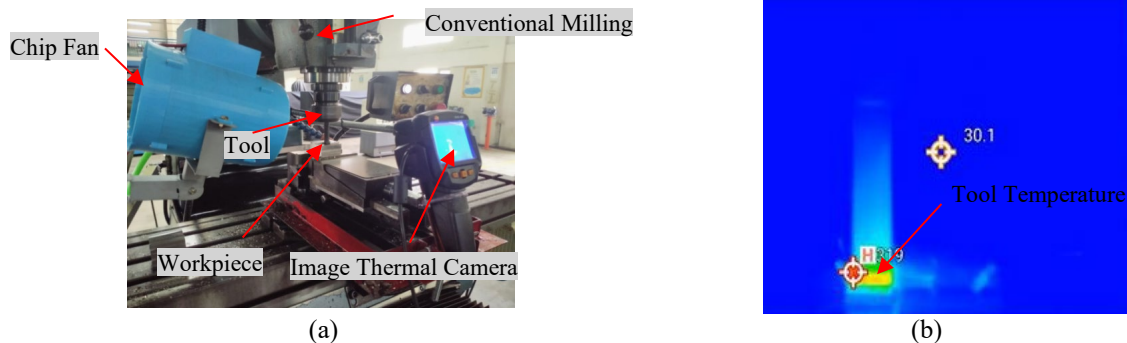 Conventional Milling
Chip Fan
30.1
Tool
Tool Temperature
H
Workpiece
Image Thermal Camera
(a)
(b)